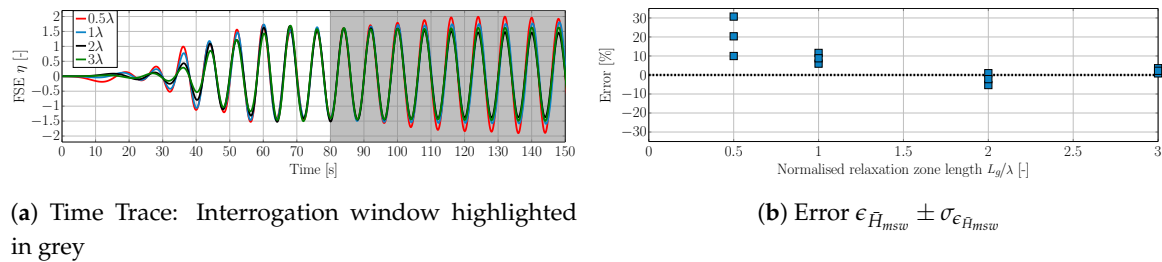 2
1.5
1
0.5
0
−0.5
−1
−1.5
−2
FSE η [-]
0.5λ
1λ
2λ
3λ
0 10 20 30 40 50 60 70 80 90 100 110 120 130 140 150
Time [s]
30
20
10
0
−10
−20
−30
Error [%]
0 0.5 1 1.5 2 2.5 3
Normalised relaxation zone length L_g/λ [-]
(a) Time Trace: Interrogation window highlighted
in grey
(b) Error ϵ_{H̄_{msw}} ± σ_{ϵ_{H̄_{msw}}}